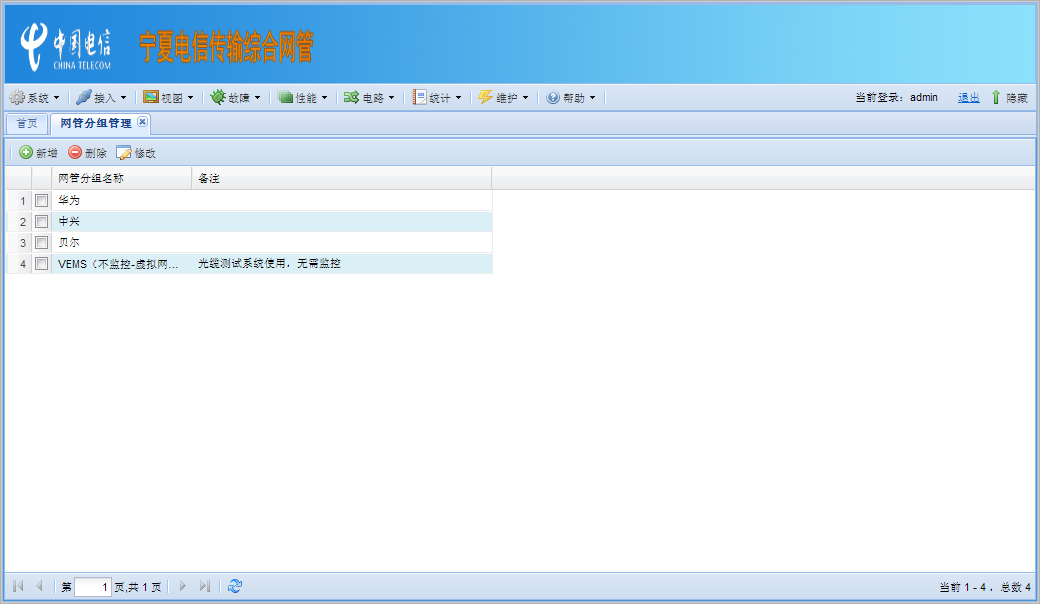 中国电信
CHINA TELECOM
宁夏电信传输综合网管
系统 接入 视图 故障 性能 电路 统计 维护 帮助 当前登录：admin 退出 隐藏
首页 网管分组管理
新增 删除 修改
网管分组名称 备注
1 华为
2 中兴
3 贝尔
4 VEMS（不监控-虚拟网... 光缆测试系统使用，无需监控
第 1 页,共 1 页 当前 1 - 4 ，总数 4